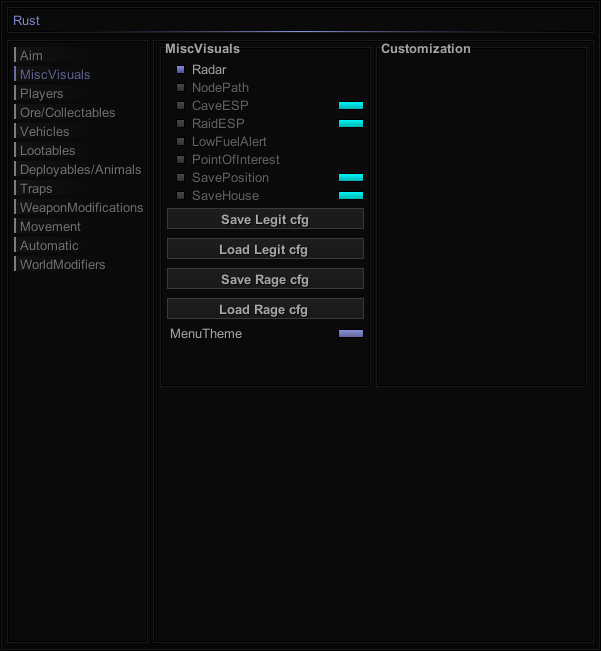 Rust
Aim
MiscVisuals
Players
Ore/Collectables
Vehicles
Lootables
Deployables/Animals
Traps
WeaponModifications
Movement
Automatic
WorldModifiers
MiscVisuals
Radar
NodePath
CaveESP
RaidESP
LowFuelAlert
PointOfInterest
SavePosition
SaveHouse
Save Legit cfg
Load Legit cfg
Save Rage cfg
Load Rage cfg
MenuTheme
Customization